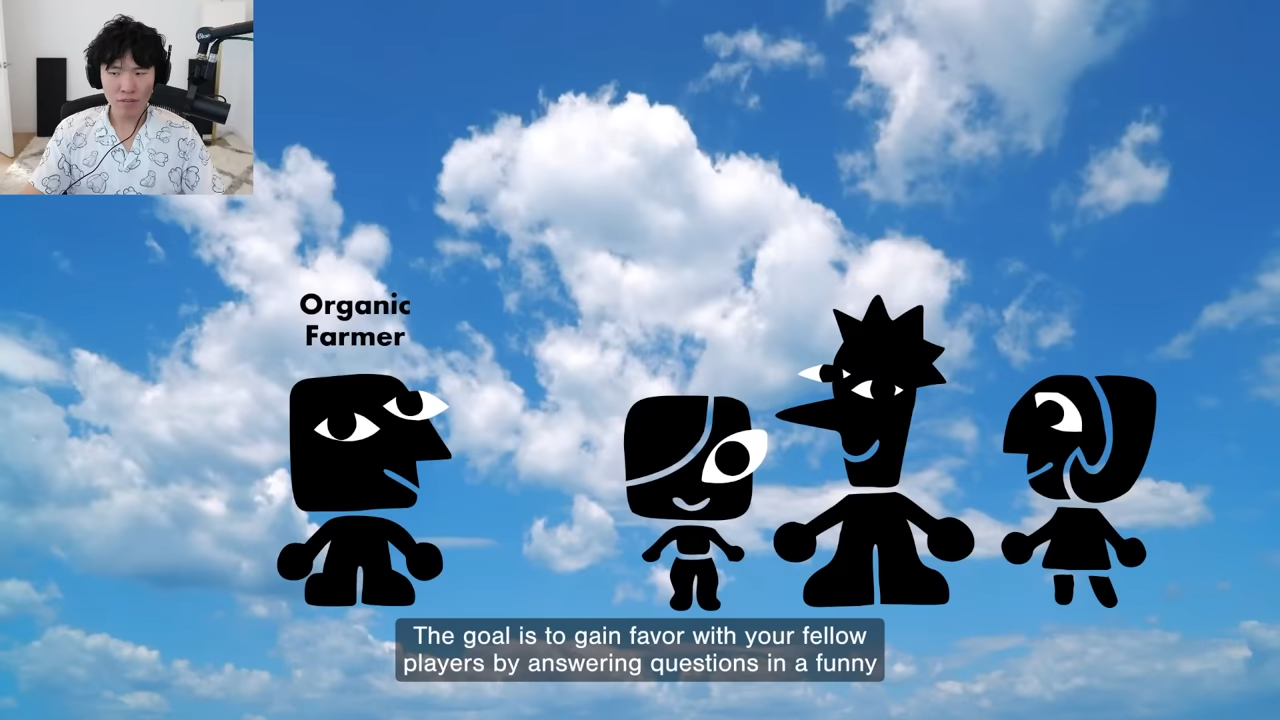 Organic
Farmer
The goal is to gain favor with your fellow
players by answering questions in a funny